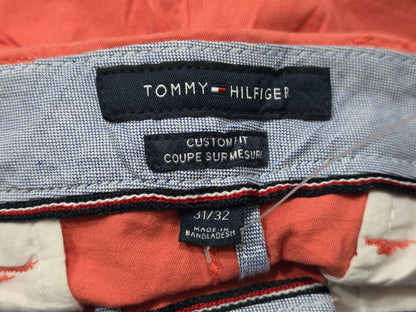 TOMMY HILFIGER
CUSTOM FIT
COUPE SUR MESURE
31/32
MADE IN
BANGLADESH